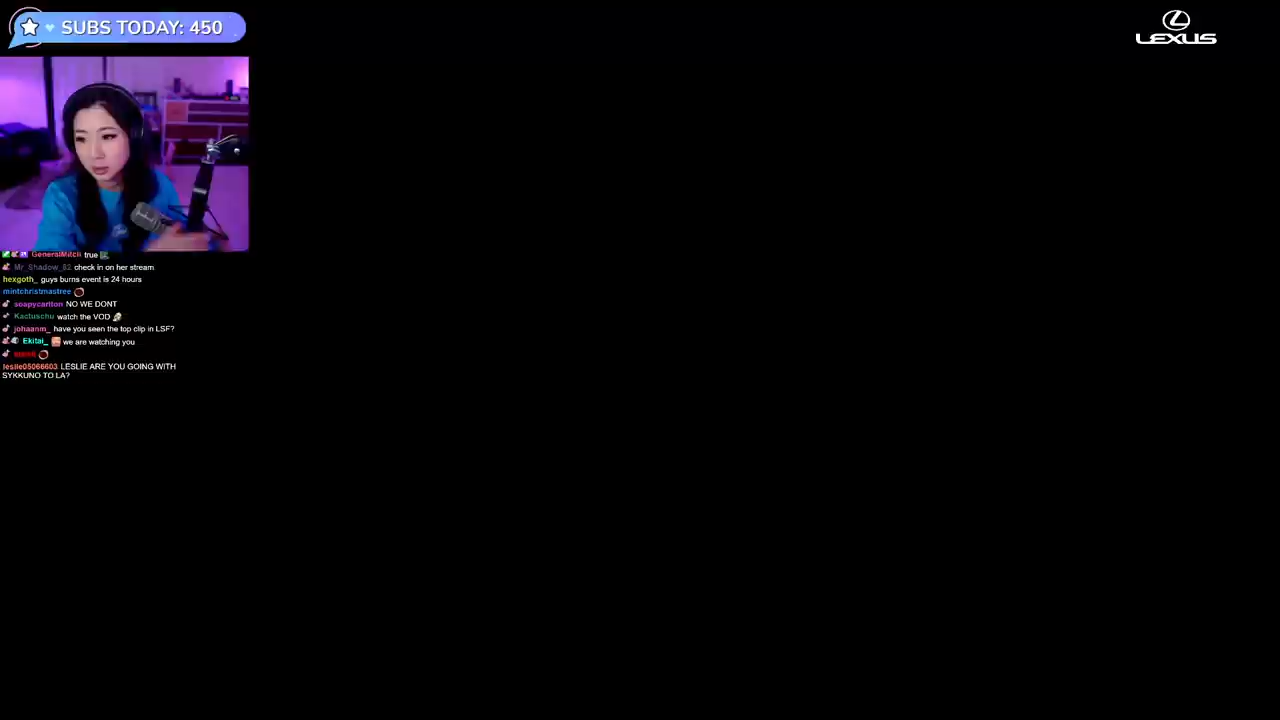 SUBS TODAY: 450
LEXUS
GeneralMitch true
Mr_Shadow_82 check in on her stream
hexgoth_ guys burns event is 24 hours
mintchristmastree
soapycarlton NO WE DONT
Kactuschu watch the VOD
johaanm_ have you seen the top clip in LSF?
Ekitai_ we are watching you
leslie05066603 LESLIE ARE YOU GOING WITH
SYKKUNO TO LA?